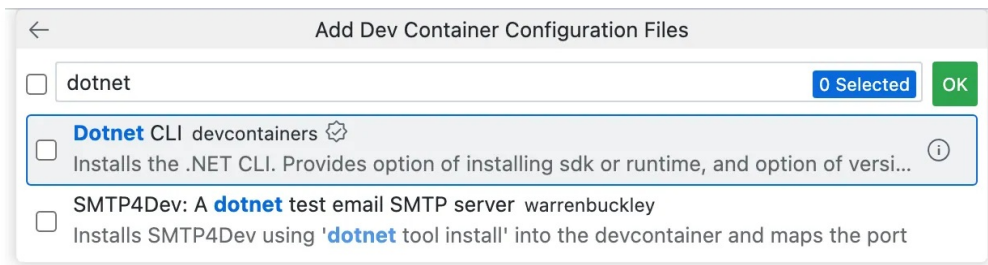 Add Dev Container Configuration Files
dotnet
0 Selected
OK
Dotnet CLI devcontainers
Installs the .NET CLI. Provides option of installing sdk or runtime, and option of versi...
SMTP4Dev: A dotnet test email SMTP server warrenbuckley
Installs SMTP4Dev using 'dotnet tool install' into the devcontainer and maps the port